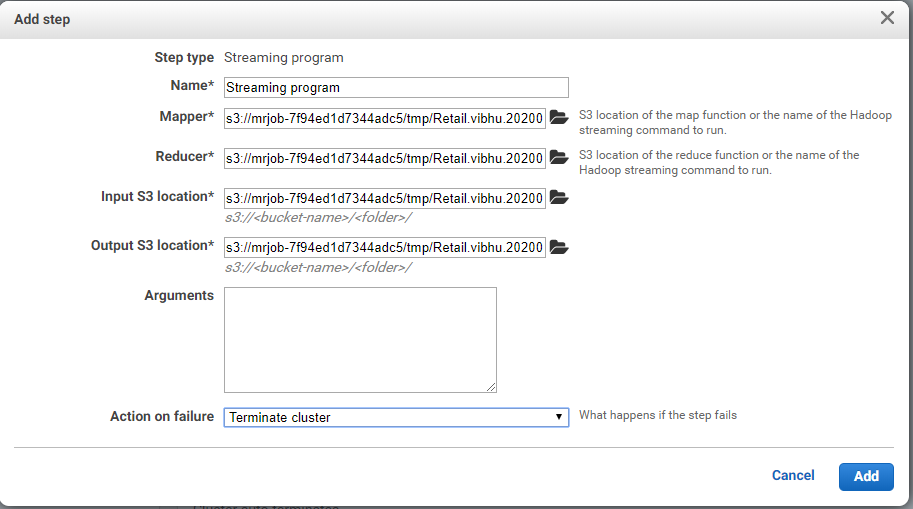 Add step
Step type Streaming program
Name* Streaming program
Mapper* s3://mrjob-7f94ed1d7344adc5/tmp/Retail.vibhu.20200 S3 location of the map function or the name of the Hadoop
streaming command to run.
Reducer* s3://mrjob-7f94ed1d7344adc5/tmp/Retail.vibhu.20200 S3 location of the reduce function or the name of the
Hadoop streaming command to run.
Input S3 location* s3://mrjob-7f94ed1d7344adc5/tmp/Retail.vibhu.20200
s3://<bucket-name>/<folder>/
Output S3 location* s3://mrjob-7f94ed1d7344adc5/tmp/Retail.vibhu.20200
s3://<bucket-name>/<folder>/
Arguments
Action on failure Terminate cluster What happens if the step fails
Cancel Add